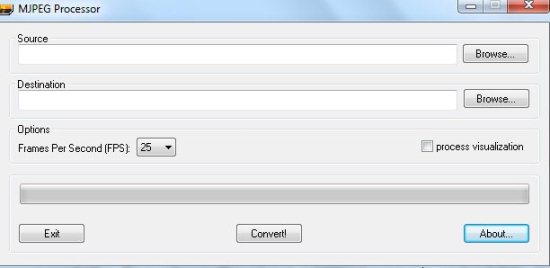 MJPEG Processor
Source
Browse...
Destination
Browse...
Options
Frames Per Second (FPS): 25 process visualization
Exit Convert! About...